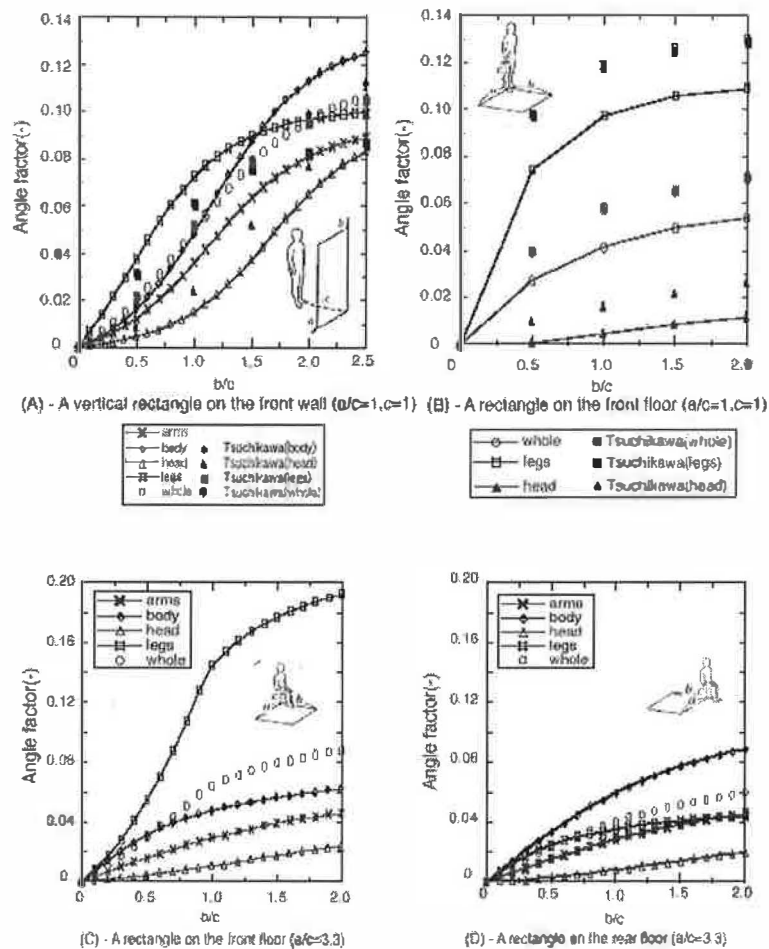 0.14
0.12
0.10
0.08
0.06
0.04
0.02
0
Angle factor(-)
0 0.5 1.0 1.5 2.0 2.5
b/c
(A) - A vertical rectangle on the front wall (a/c=1,c=1)
arms
body
head
legs
whole
Tsuchikawa(body)
Tsuchikawa(head)
Tsuchikawa(legs)
Tsuchikawa(whole)
0.14
0.12
0.10
0.08
0.06
0.04
0.02
0
Angle factor(-)
0 0.5 1.0 1.5 2.0
b/c
(B) - A rectangle on the front floor (a/c=1,c=1)
whole
legs
head
Tsuchikawa(whole)
Tsuchikawa(legs)
Tsuchikawa(head)
0.20
0.16
0.12
0.08
0.04
0
Angle factor(-)
arms
body
head
legs
whole
0 0.5 1.0 1.5 2.0
b/c
(C) - A rectangle on the front floor (a/c=3.3)
0.20
0.16
0.12
0.08
0.04
0
Angle factor(-)
arms
body
head
legs
whole
0 0.5 1.0 1.5 2.0
b/c
(D) - A rectangle on the rear floor (a/c=3.3)